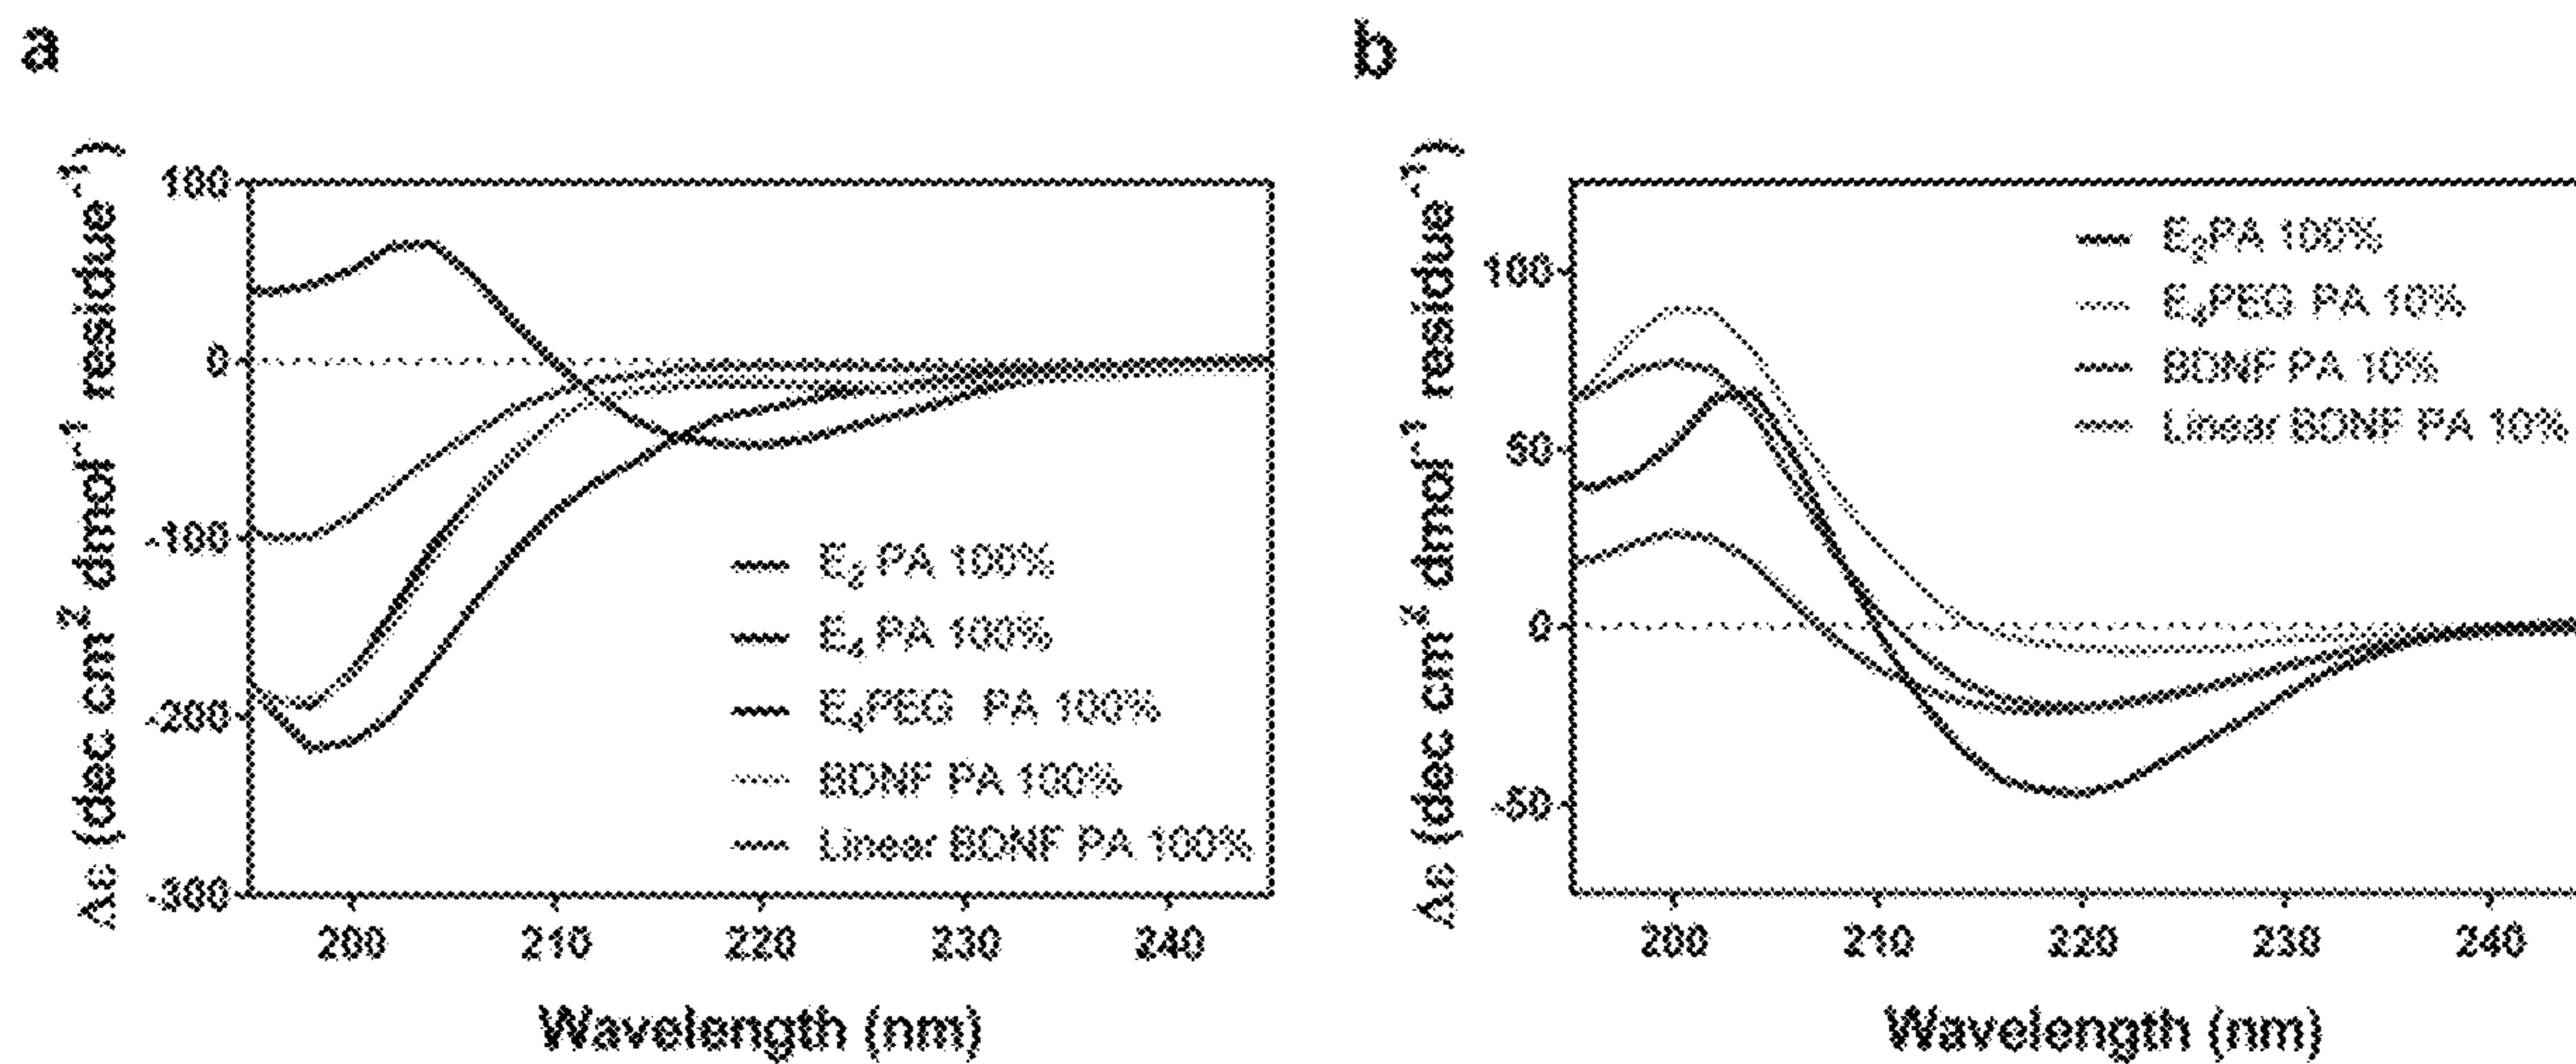 a
Δε (dec cm² dmol⁻¹ residue⁻¹)
100
0
-100
-200
-300
200 210 220 230 240
Wavelength (nm)
E₂ PA 100%
E₄ PA 100%
E₄PEG PA 100%
BDNF PA 100%
Linear BDNF PA 100%
b
Δε (dec cm² dmol⁻¹ residue⁻¹)
100
50
0
-50
200 210 220 230 240
Wavelength (nm)
E₂PA 100%
E₄PEG PA 10%
BDNF PA 10%
Linear BDNF PA 10%